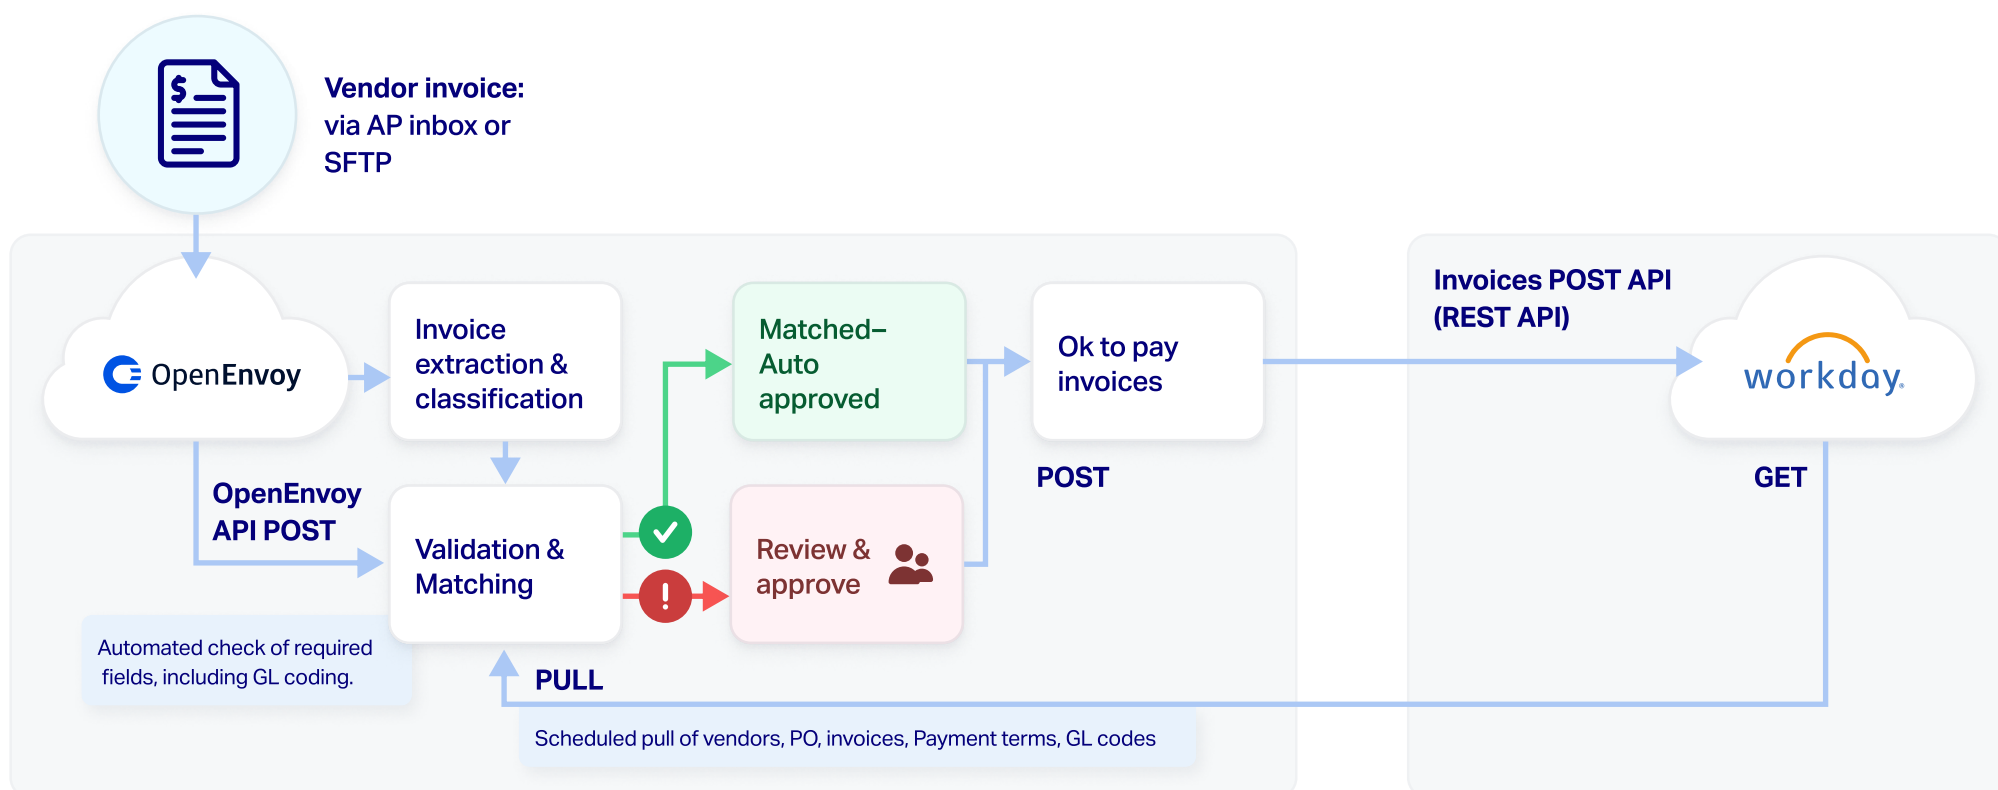 Vendor invoice:
via AP inbox or
SFTP
OpenEnvoy
Invoice
extraction &
classification
Matched–
Auto
approved
Ok to pay
invoices
Invoices POST API
(REST API)
workday®
OpenEnvoy
API POST
Validation &
Matching
Review &
approve
POST
GET
Automated check of required
fields, including GL coding.
PULL
Scheduled pull of vendors, PO, invoices, Payment terms, GL codes
$